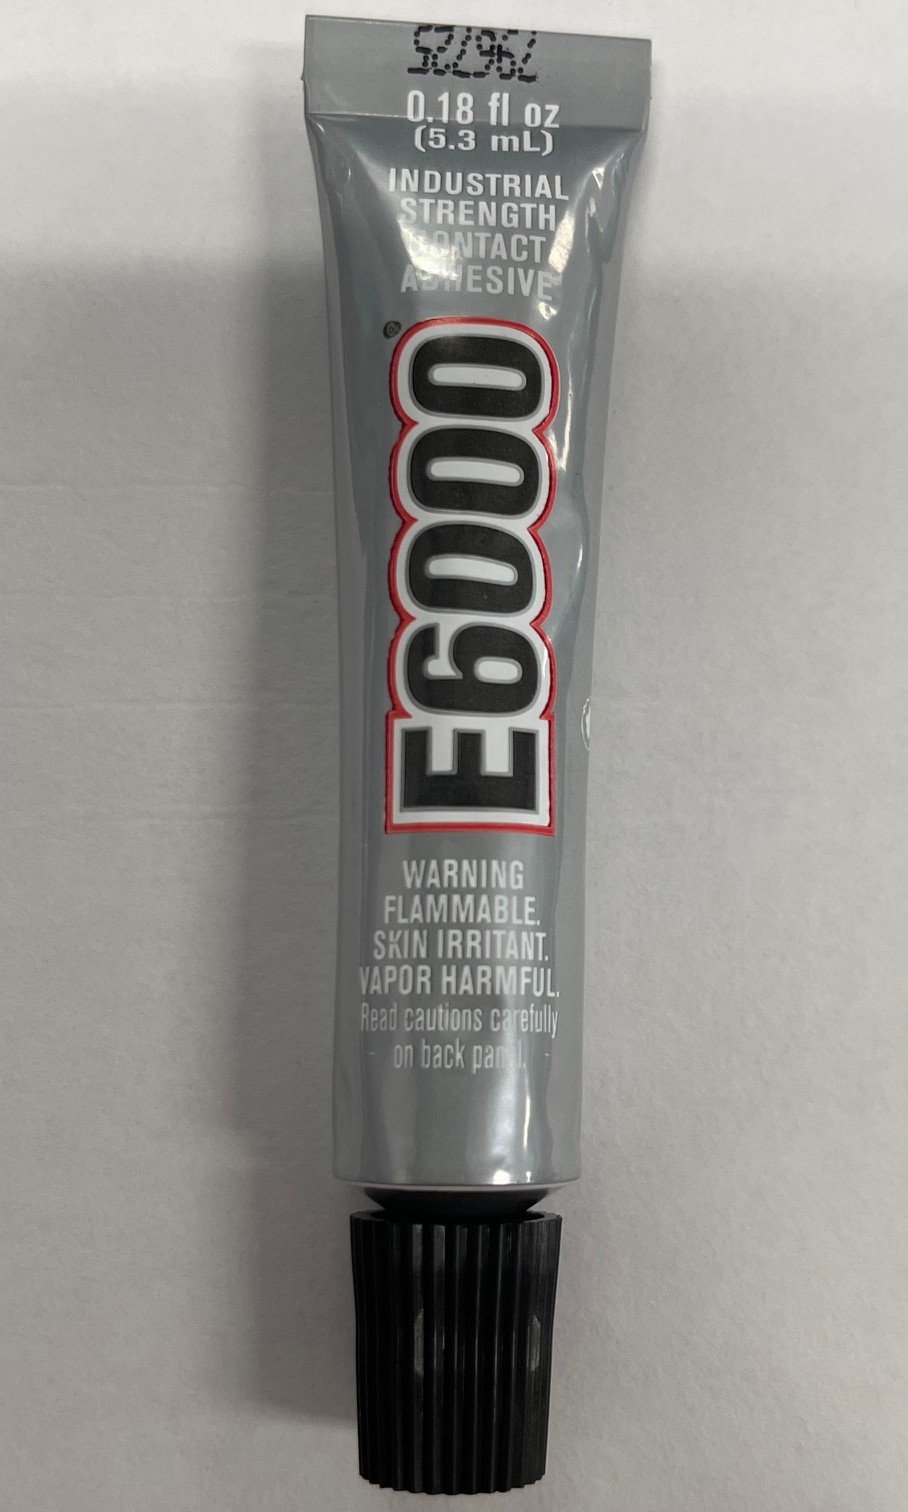 0.18 fl oz
(5.3 mL)
INDUSTRIAL
STRENGTH
CONTACT
ADHESIVE
E6000®
WARNING
FLAMMABLE.
SKIN IRRITANT.
VAPOR HARMFUL.
Read cautions carefully
on back panel.